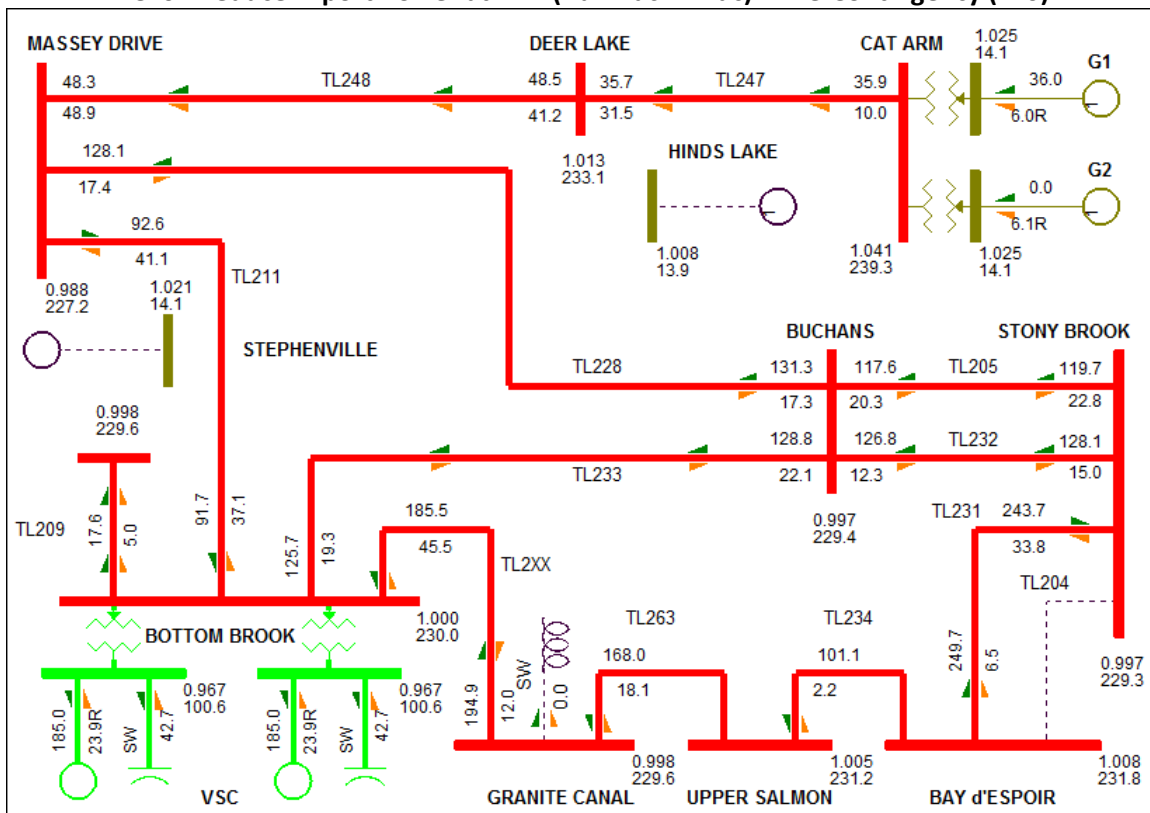 MASSEY DRIVE
DEER LAKE
CAT ARM
1.025
14.1
G1
48.3
TL248
48.5
35.7
TL247
35.9
36.0
48.9
41.2
31.5
10.0
6.0R
1.013
233.1
HINDS LAKE
128.1
17.4
G2
0.0
6.1R
92.6
41.1
TL211
1.008
13.9
1.041
239.3
1.025
14.1
0.988
227.2
1.021
14.1
STEPHENVILLE
BUCHANS
STONY BROOK
TL228
131.3
117.6
TL205
119.7
17.3
20.3
22.8
0.998
229.6
128.8
126.8
TL232
128.1
TL233
22.1
12.3
15.0
TL209
17.6
5.0
91.7
37.1
125.7
19.3
185.5
45.5
TL2XX
0.997
229.4
TL231
243.7
33.8
TL204
1.000
230.0
BOTTOM BROOK
TL263
TL234
168.0
18.1
101.1
2.2
249.7
6.5
0.997
229.3
194.9
12.0
SW
0.0
0.967
100.6
0.967
100.6
185.0
23.9R
SW
42.7
185.0
23.9R
SW
42.7
0.998
229.6
1.005
231.2
1.008
231.8
VSC
GRANITE CANAL
UPPER SALMON
BAY d'ESPOIR